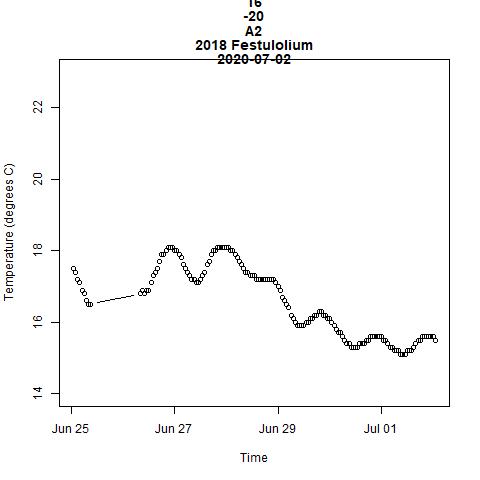 16
-20
A2
2018 Festulolium
2020-07-02
Temperature (degrees C)
22
20
18
16
14
Jun 25
Jun 27
Jun 29
Jul 01
Time